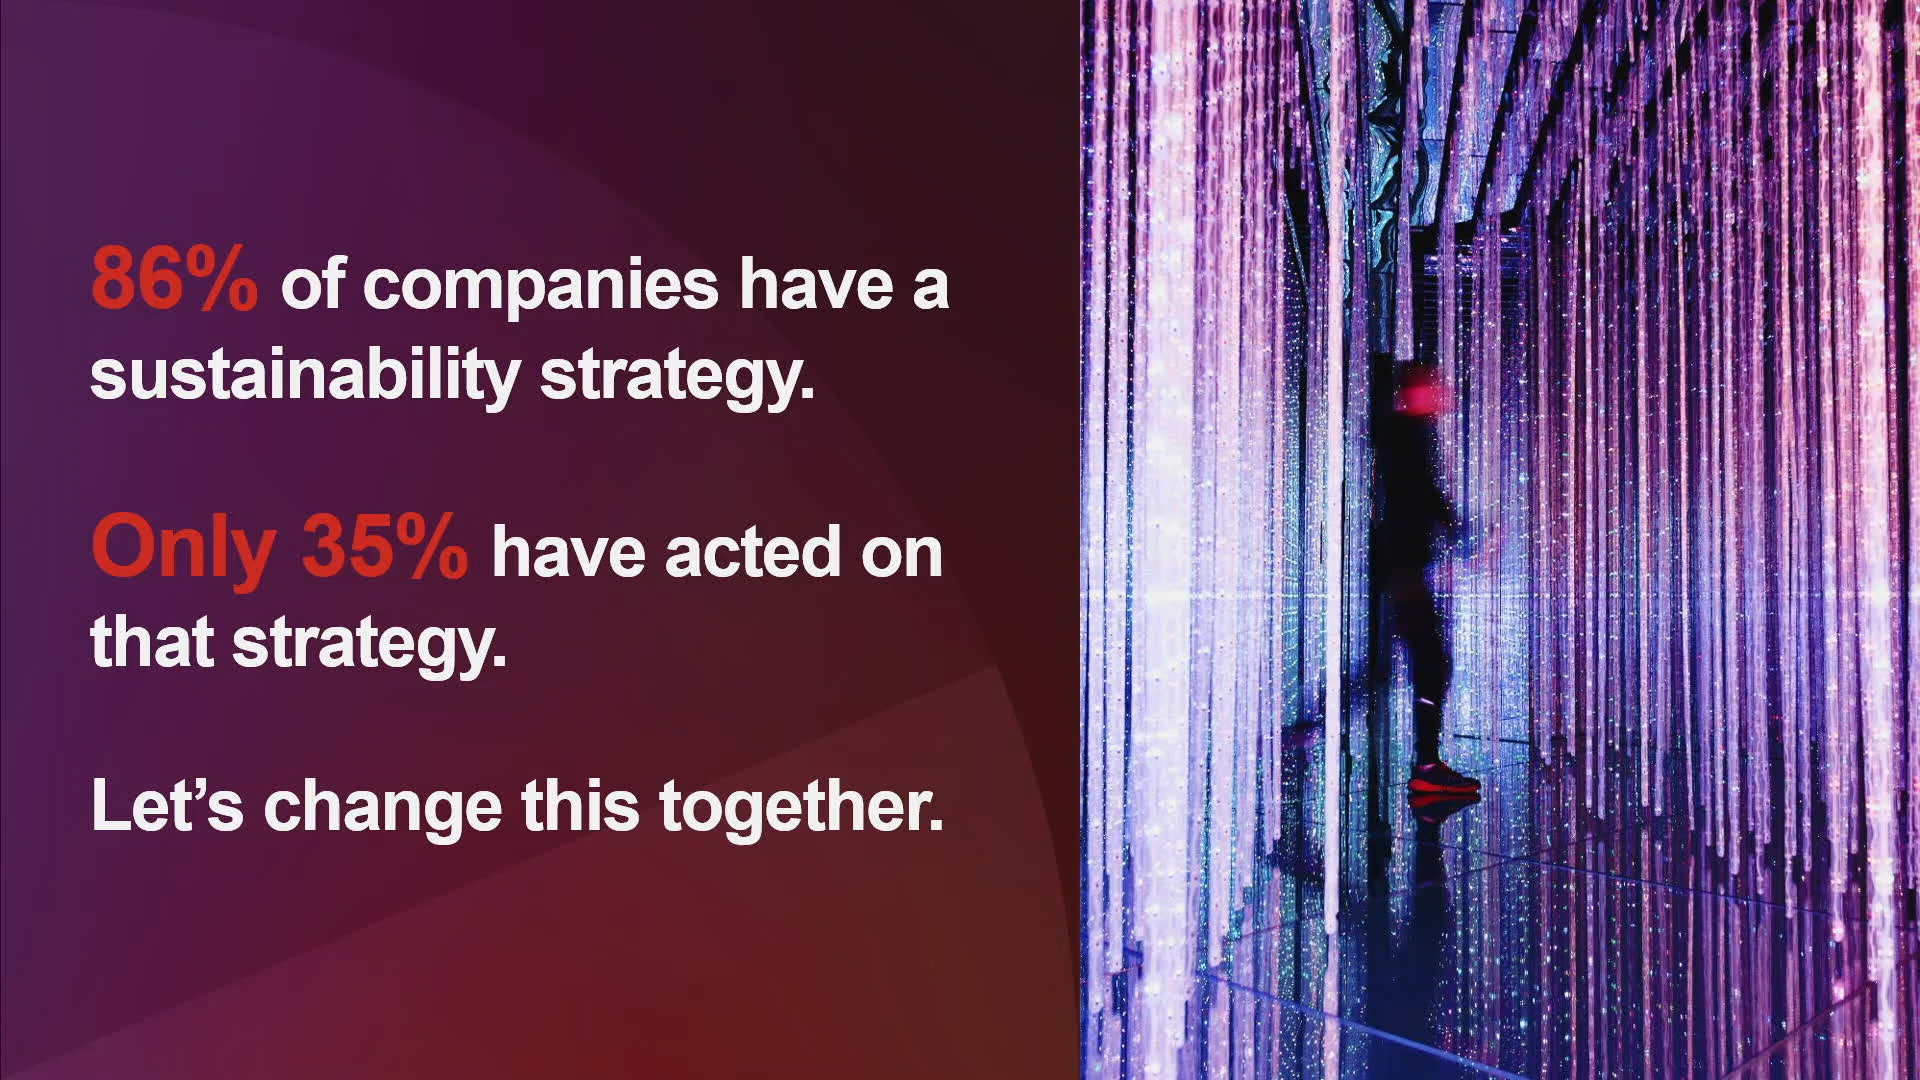 86% of companies have a
sustainability strategy.
Only 35% have acted on
that strategy.
Let’s change this together.